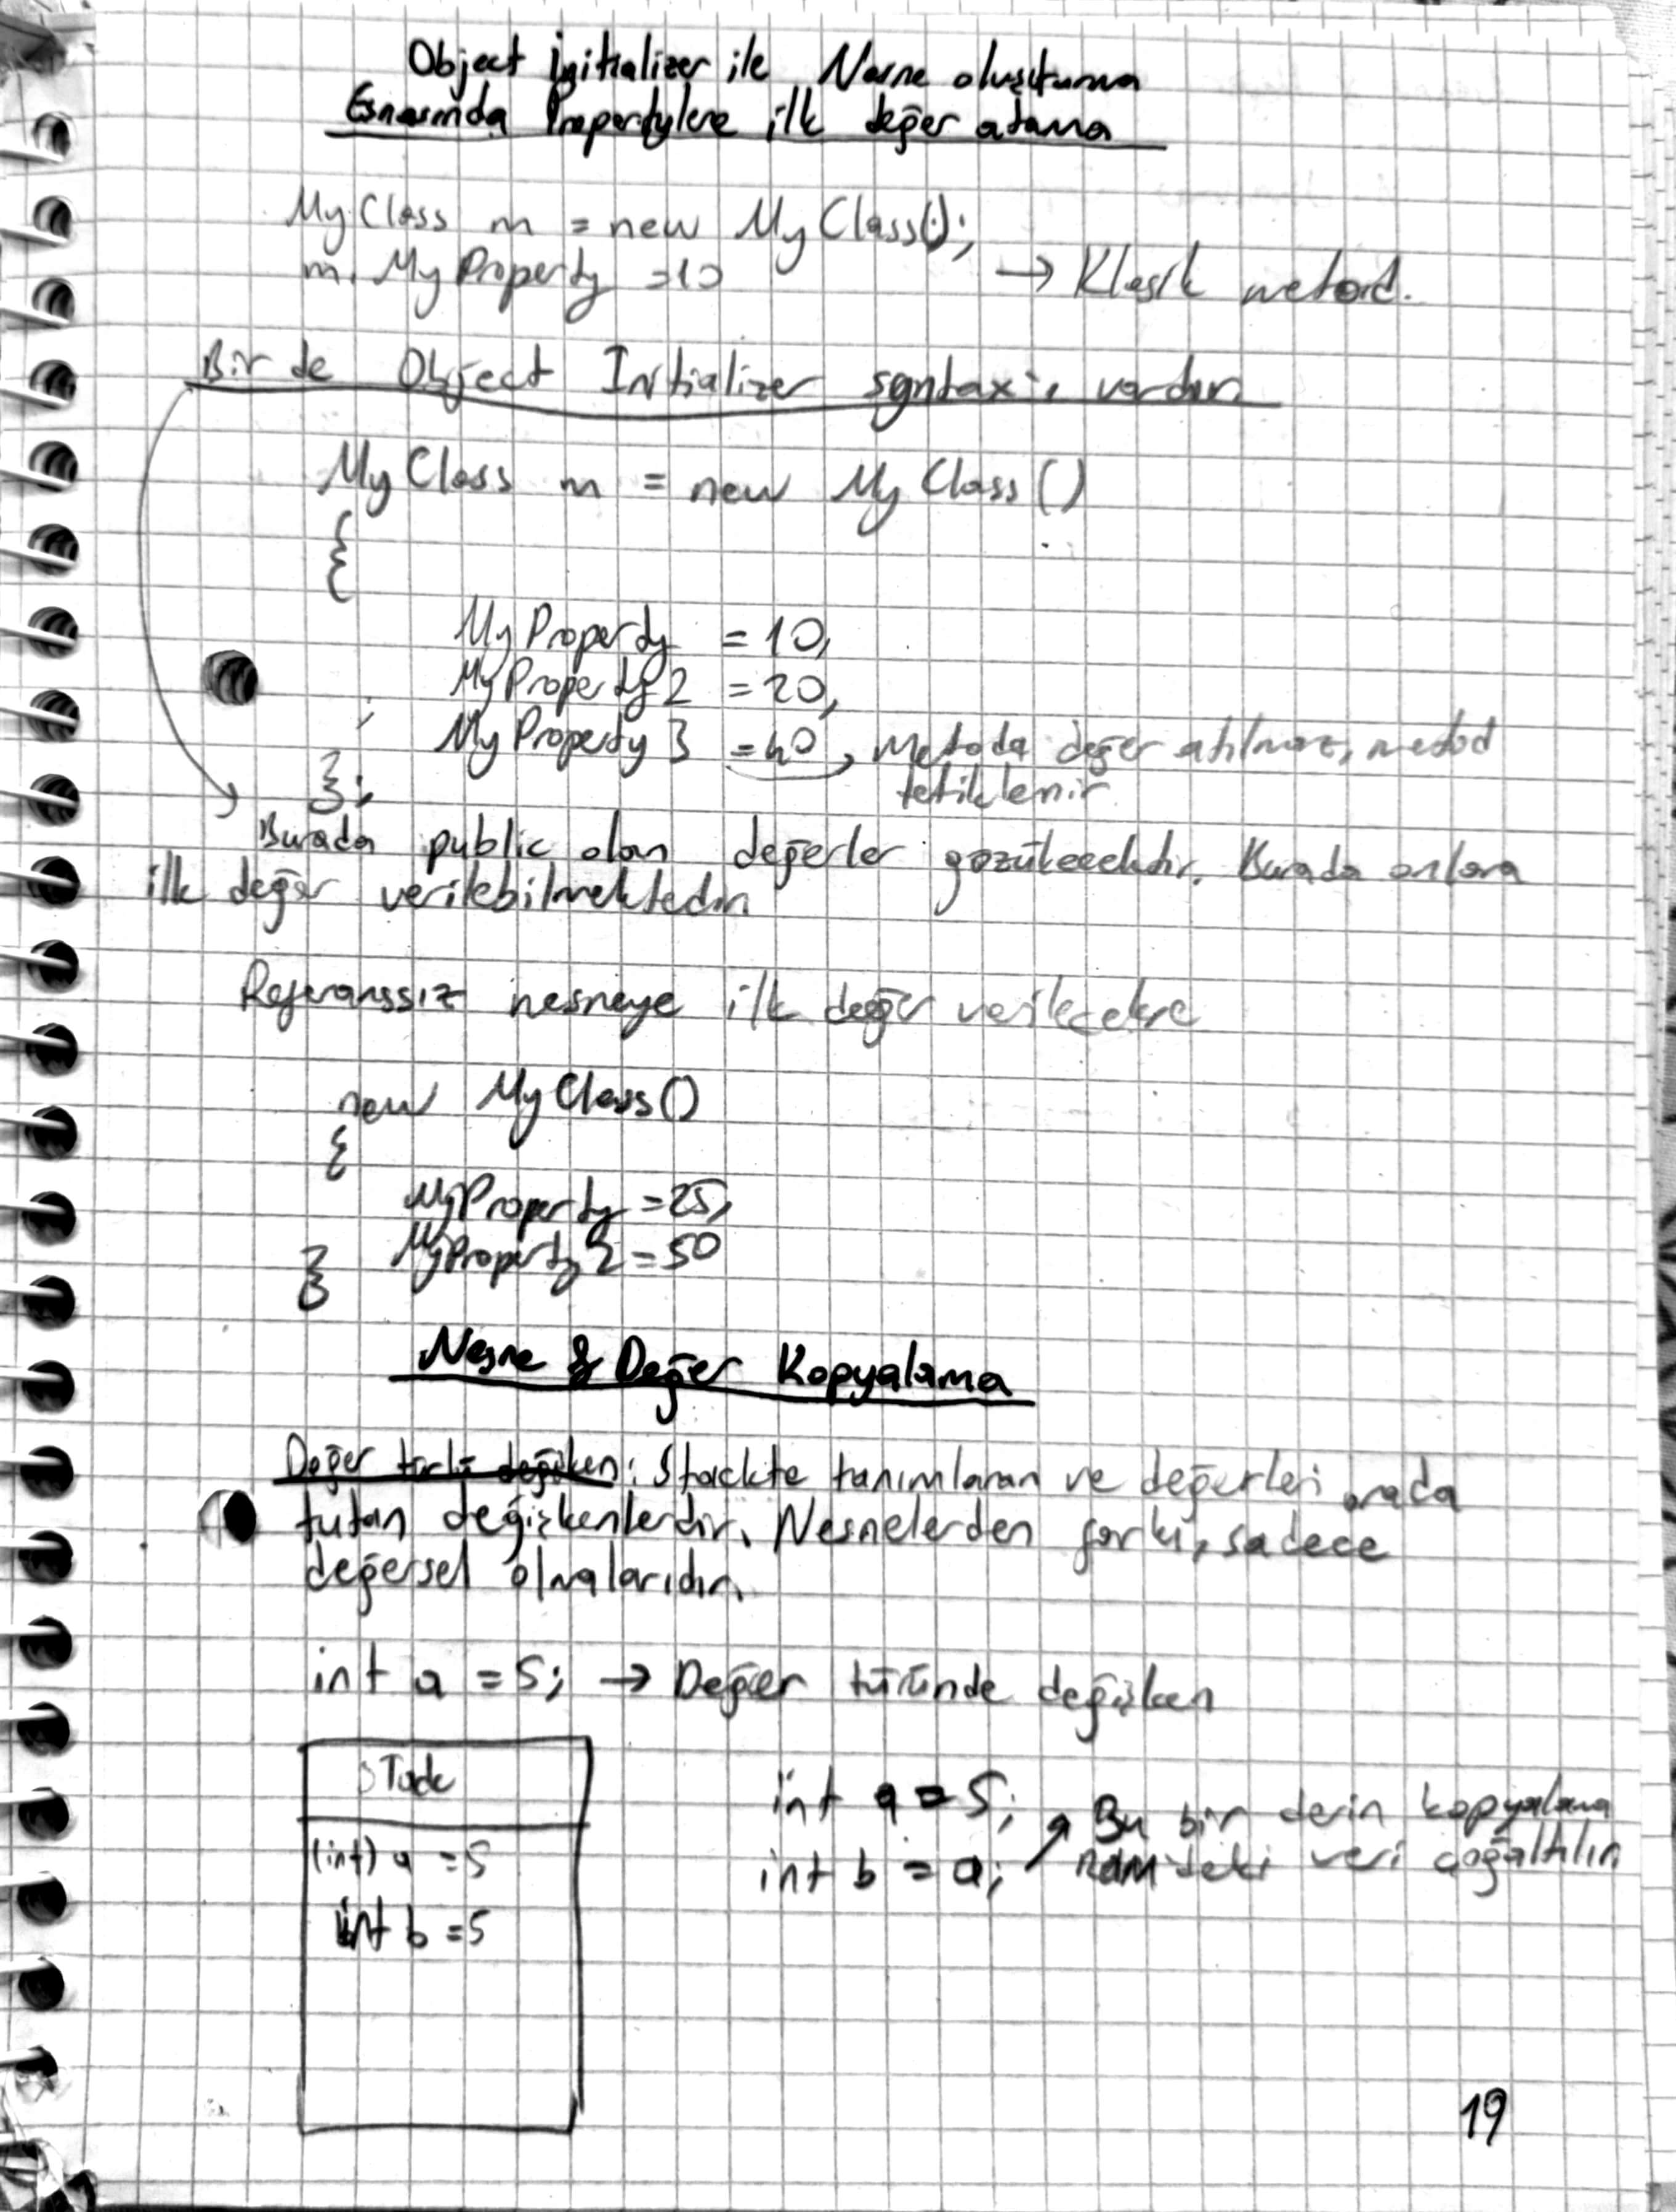 Object initializer ile Nesne oluşturma
Esnasında Propertylere ilk değer atama
MyClass m = new MyClass();
m.MyProperty = 10 → Klasik metod.
Bir de Object Initializer syntax'ı vardır.
MyClass m = new MyClass()
{
MyProperty = 10,
MyProperty2 = 20,
MyProperty3 = 40, Metoda değer atılmaz, metod
tetiklenir
};
Burada public olan değerler gözükecektir. Burada onlara
ilk değer verilebilmektedir.
Referanssız nesneye ilk değer verilecekse
new MyClass()
{
MyProperty = 25,
MyProperty2 = 50
}
Nesne & Değer Kopyalama
Değer türlü değişken: Stackte tanımlanan ve değerleri orada
tutan değişkenlerdir. Nesnelerden farkı, sadece
değersel olmalarıdır.
int a = 5; → Değer türünde değişken
STack
(int) a = 5
int b = 5
int a = 5; Bu bir derin kopyalama
int b = a; → RAM'deki veri çoğaltılır
19